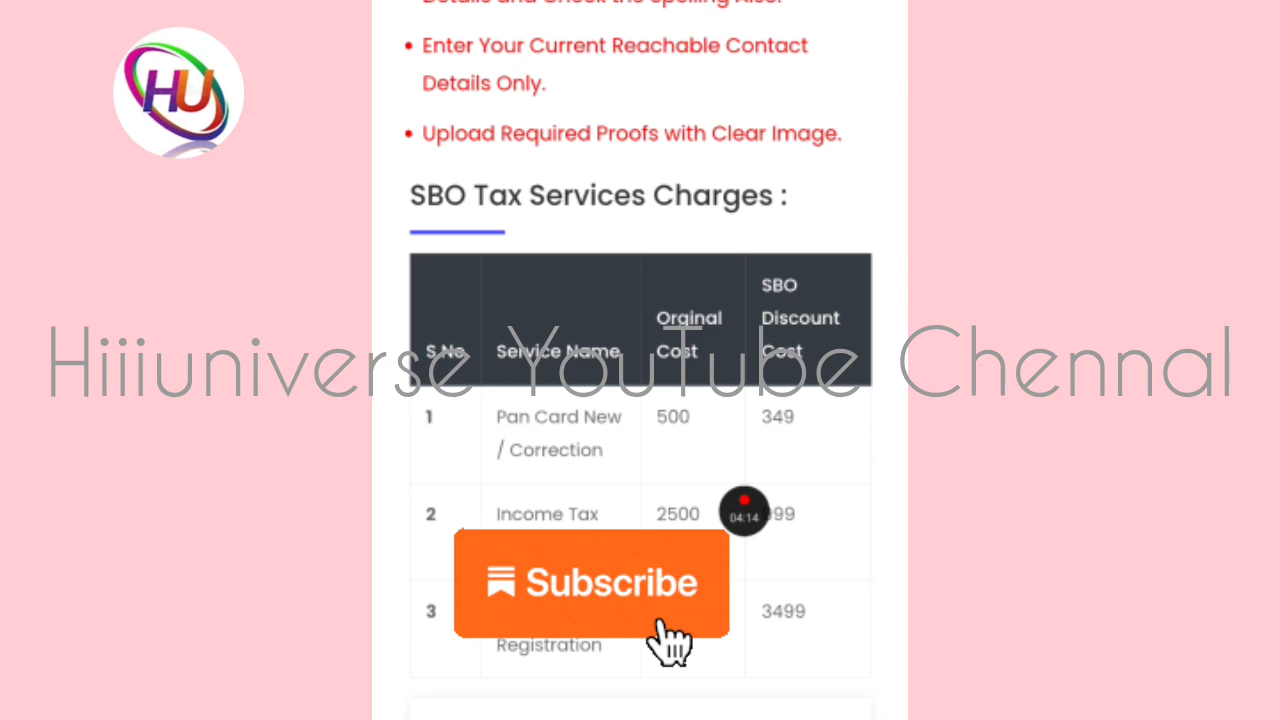 HU
Enter Your Current Reachable Contact
Details Only.
Upload Required Proofs with Clear Image.
SBO Tax Services Charges :
S.No Service Name Orginal Cost SBO Discount Cost
Hiiiuniverse YouTube Chennal
1 Pan Card New / Correction 500 349
2 Income Tax 2500
04:14
Subscribe
3 Registration 3499